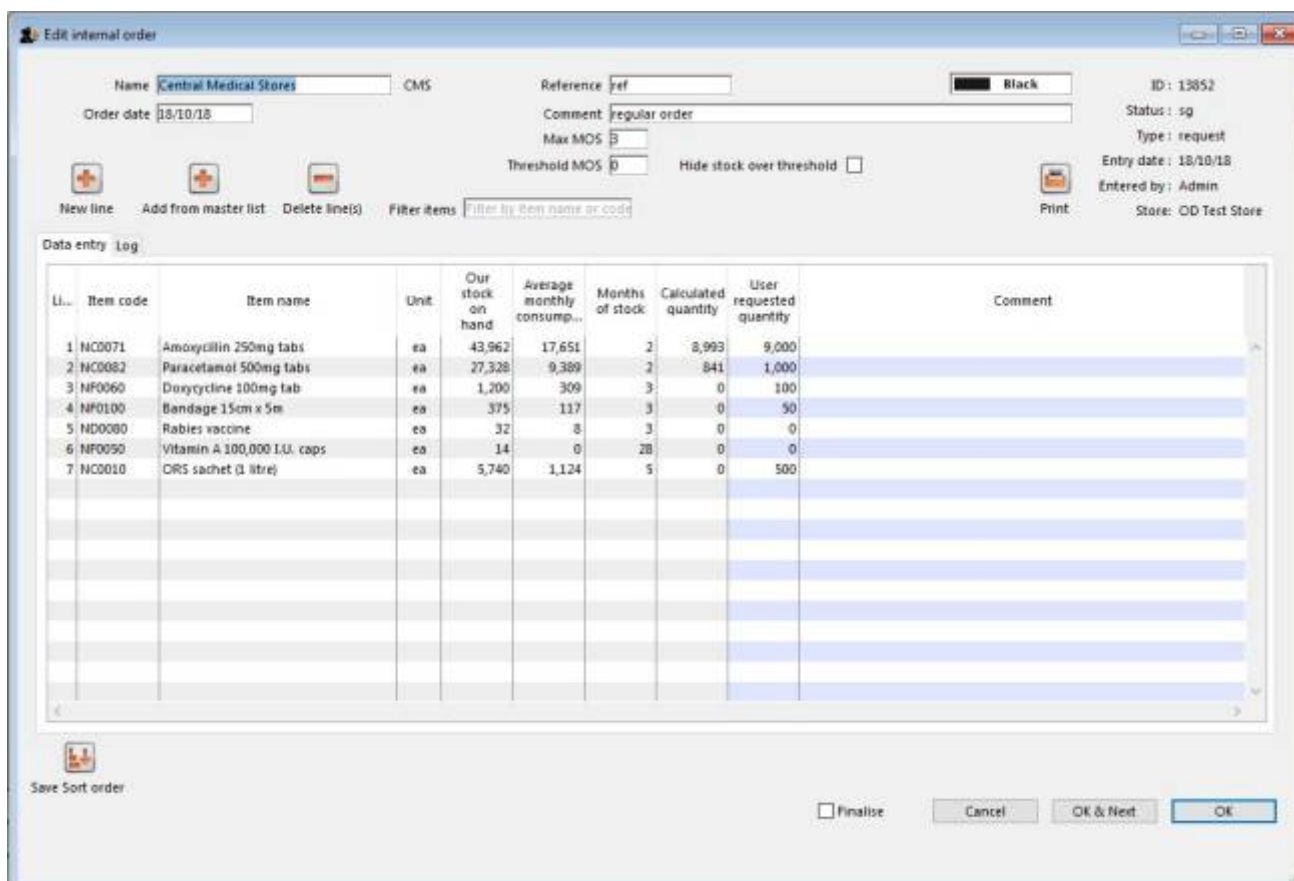 Edit internal order
Name Central Medical Stores CMS Reference ref Black ID : 13852
Order date 18/10/18 Comment regular order Status : sg
Max MOS 3 Type : request
Threshold MOS 0 Hide stock over threshold Entry date : 18/10/18
Entered by : Admin
New line Add from master list Delete line(s) Filter items Filter by item name or code Print Store: OD Test Store
Data entry Log
Li... Item code Item name Unit Our stock on hand Average monthly consump... Months of stock Calculated quantity User requested quantity Comment
1 NC0071 Amoxycillin 250mg tabs ea 43,962 17,651 2 8,993 9,000
2 NC0082 Paracetamol 500mg tabs ea 27,328 9,389 2 841 1,000
3 NF0060 Doxycycline 100mg tab ea 1,200 309 3 0 100
4 NF0100 Bandage 15cm x 5m ea 375 117 3 0 50
5 ND0080 Rabies vaccine ea 32 8 3 0 0
6 NF0050 Vitamin A 100,000 I.U. caps ea 14 0 28 0 0
7 NC0010 ORS sachet (1 litre) ea 5,740 1,124 5 0 500
Save Sort order
Finalise Cancel OK & Next OK